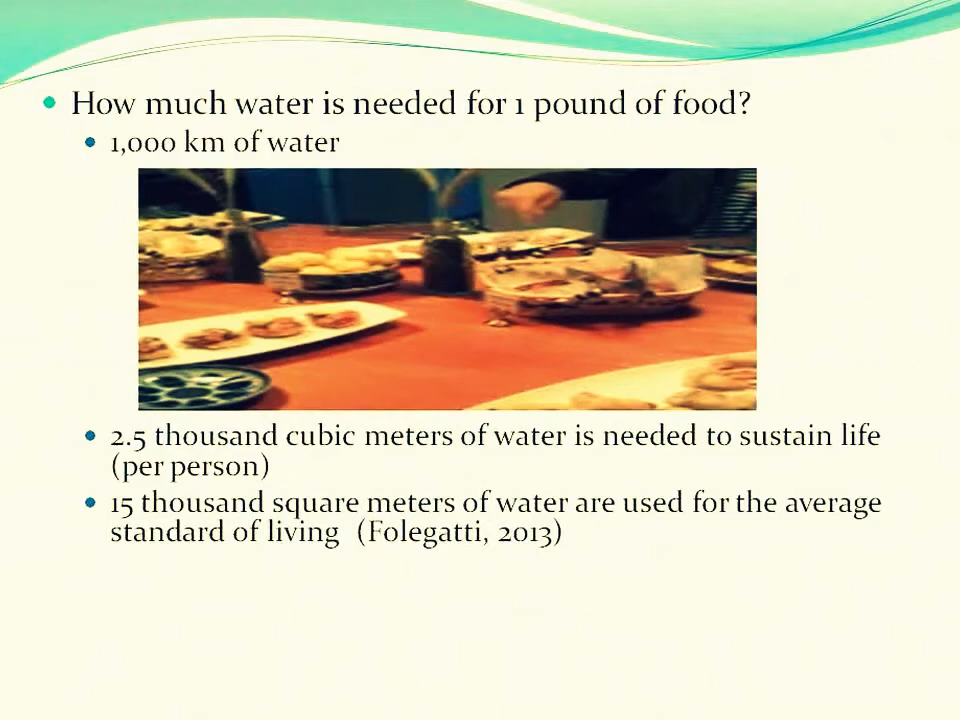 How much water is needed for 1 pound of food?
1,000 km of water
2.5 thousand cubic meters of water is needed to sustain life
(per person)
15 thousand square meters of water are used for the average
standard of living (Folegatti, 2013)